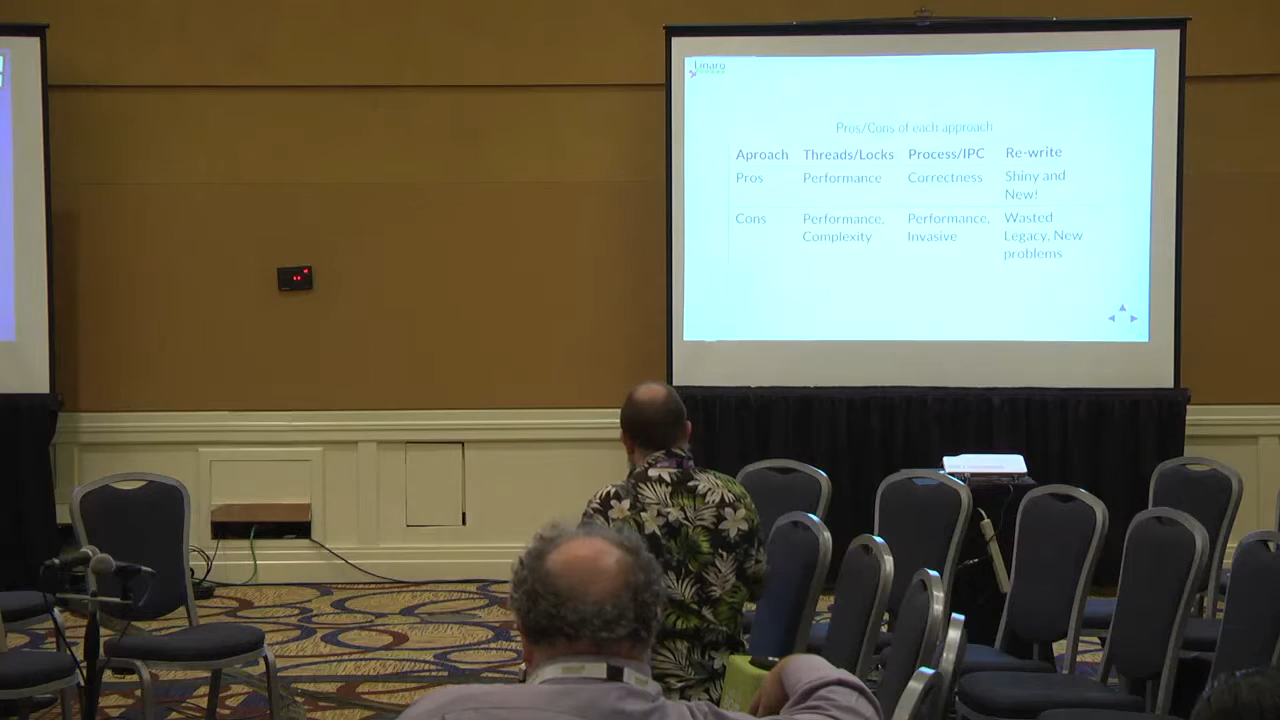 Linaro
Pros/Cons of each approach
Aproach Threads/Locks Process/IPC Re-write
Pros Performance Correctness Shiny and
New!
Cons Performance, Performance, Wasted
Complexity Invasive Legacy, New
problems